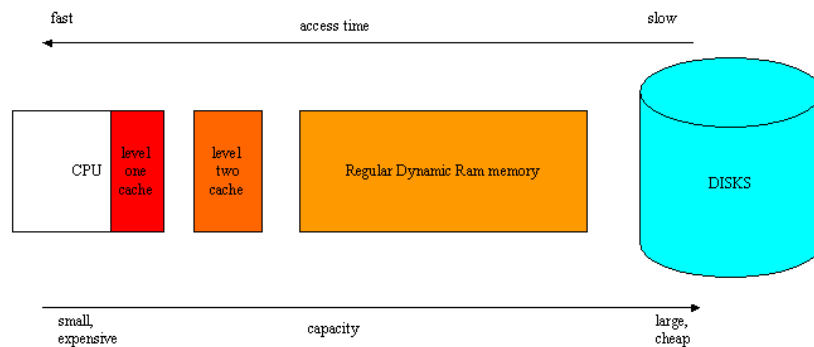 fast
slow
access time
CPU
level
one
cache
level
two
cache
Regular Dynamic Ram memory
DISKS
small,
expensive
capacity
large,
cheap